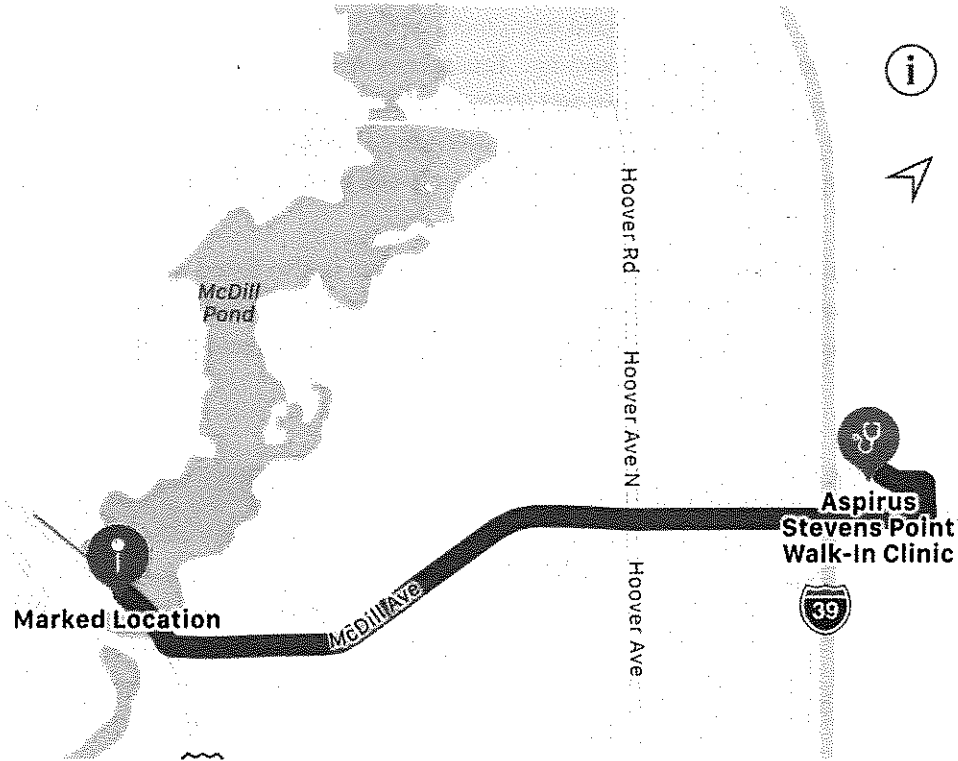 i
Hoover Rd
McDill
Pond
Hoover Ave N
Aspirus
Stevens Point
Walk-In Clinic
Hoover Ave
39
McDill Ave
Marked Location